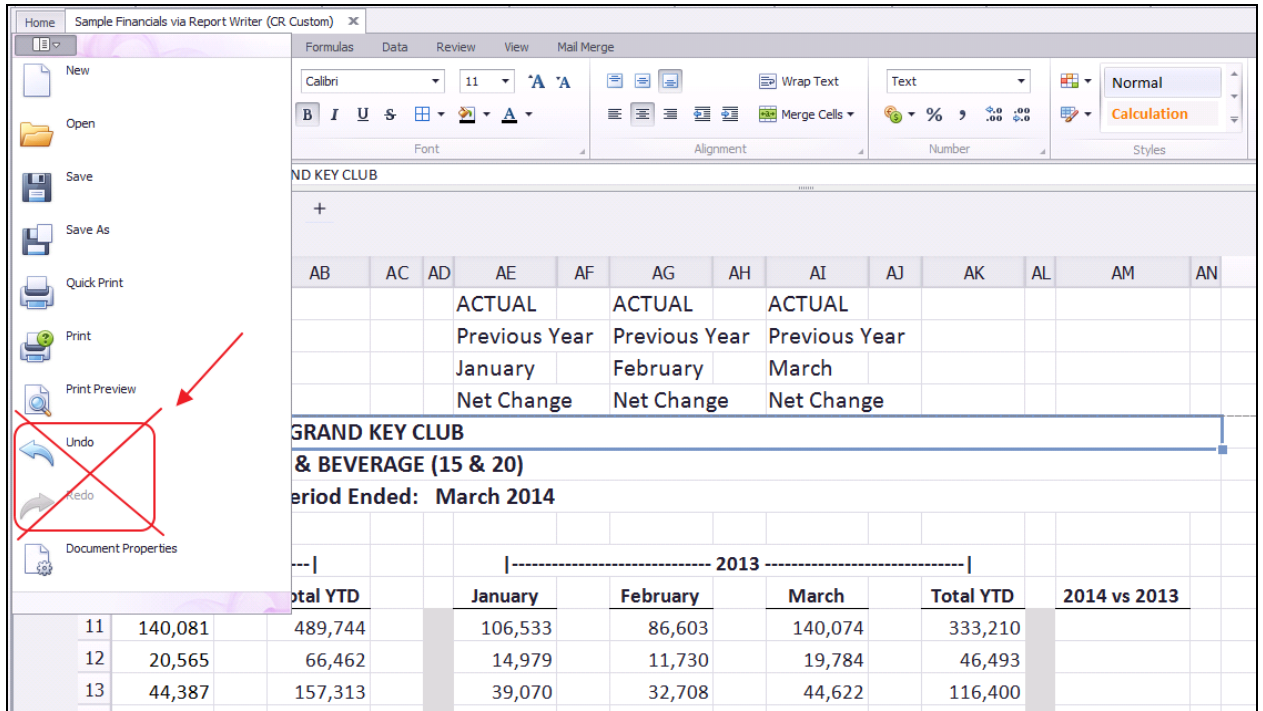 Home Sample Financials via Report Writer (CR Custom) X
Formulas Data Review View Mail Merge
New
Open
Save
Save As
Quick Print
Print
Print Preview
Undo
Redo
Document Properties
Calibri 11 A A Wrap Text Text Normal
B I U S A Merge Cells % , .00 .00 Calculation
Font Alignment Number Styles
ND KEY CLUB
+
AB AC AD AE AF AG AH AI AJ AK AL AM AN
ACTUAL ACTUAL ACTUAL
Previous Year Previous Year Previous Year
January February March
Net Change Net Change Net Change
GRAND KEY CLUB
& BEVERAGE (15 & 20)
eriod Ended: March 2014
---| |------------------------------ 2013 ------------------------------|
otal YTD January February March Total YTD 2014 vs 2013
11 140,081 489,744 106,533 86,603 140,074 333,210
12 20,565 66,462 14,979 11,730 19,784 46,493
13 44,387 157,313 39,070 32,708 44,622 116,400